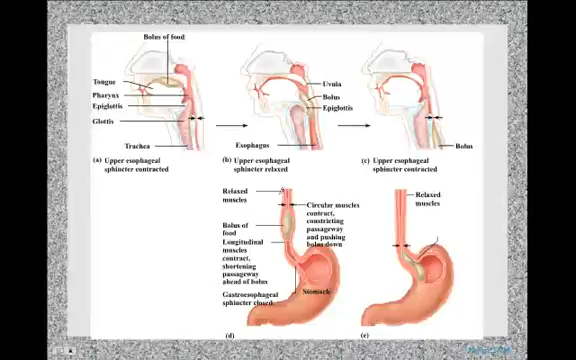 Bolus of food
Tongue
Pharynx
Epiglottis
Glottis
Trachea
(a) Upper esophageal
sphincter contracted
Uvula
Bolus
Epiglottis
Esophagus
(b) Upper esophageal
sphincter relaxed
Bolus
(c) Upper esophageal
sphincter contracted
Relaxed
muscles
Bolus of
food
Longitudinal
muscles
contract,
shortening
passageway
ahead of bolus
Gastroesophageal
sphincter closed
Circular muscles
contract,
constricting
passageway
and pushing
bolus down
Stomach
(d)
Relaxed
muscles
(e)